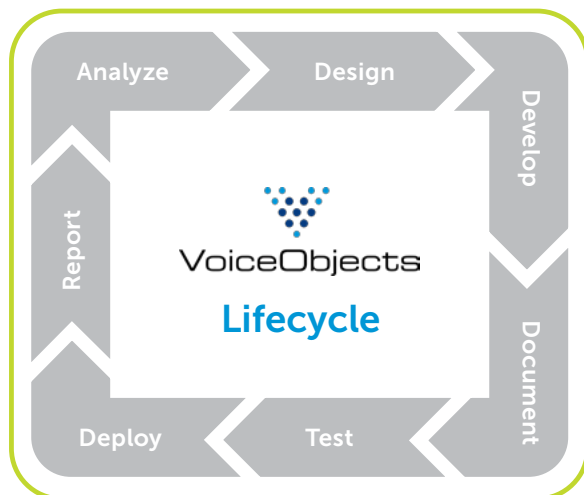 Analyze
Design
Develop
Document
Test
Deploy
Report
VoiceObjects
Lifecycle